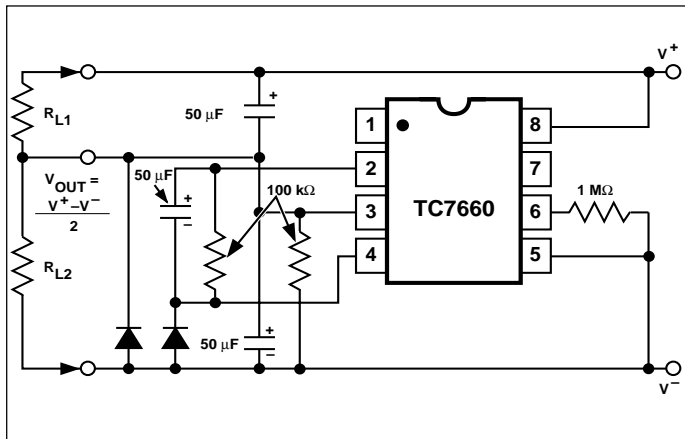 V+
RL1
50 µF
+
1
8
VOUT =
V+–V–
2
50 µF
+
–
100 kΩ
2
7
1 MΩ
3
TC7660
6
4
5
RL2
50 µF
+
–
V–